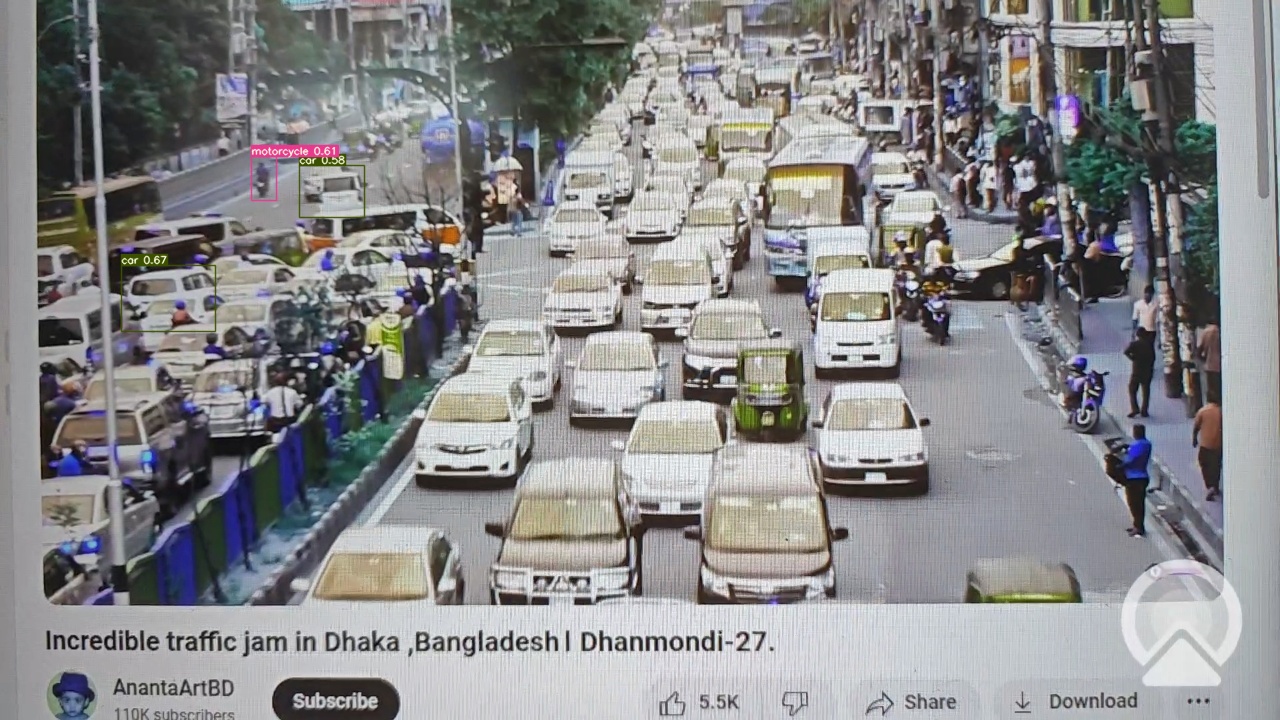 motorcycle 0.61
car 0.58
car 0.67
Incredible traffic jam in Dhaka ,Bangladesh l Dhanmondi-27.
AnantaArtBD
110K subscribers
Subscribe
5.5K
Share
Download